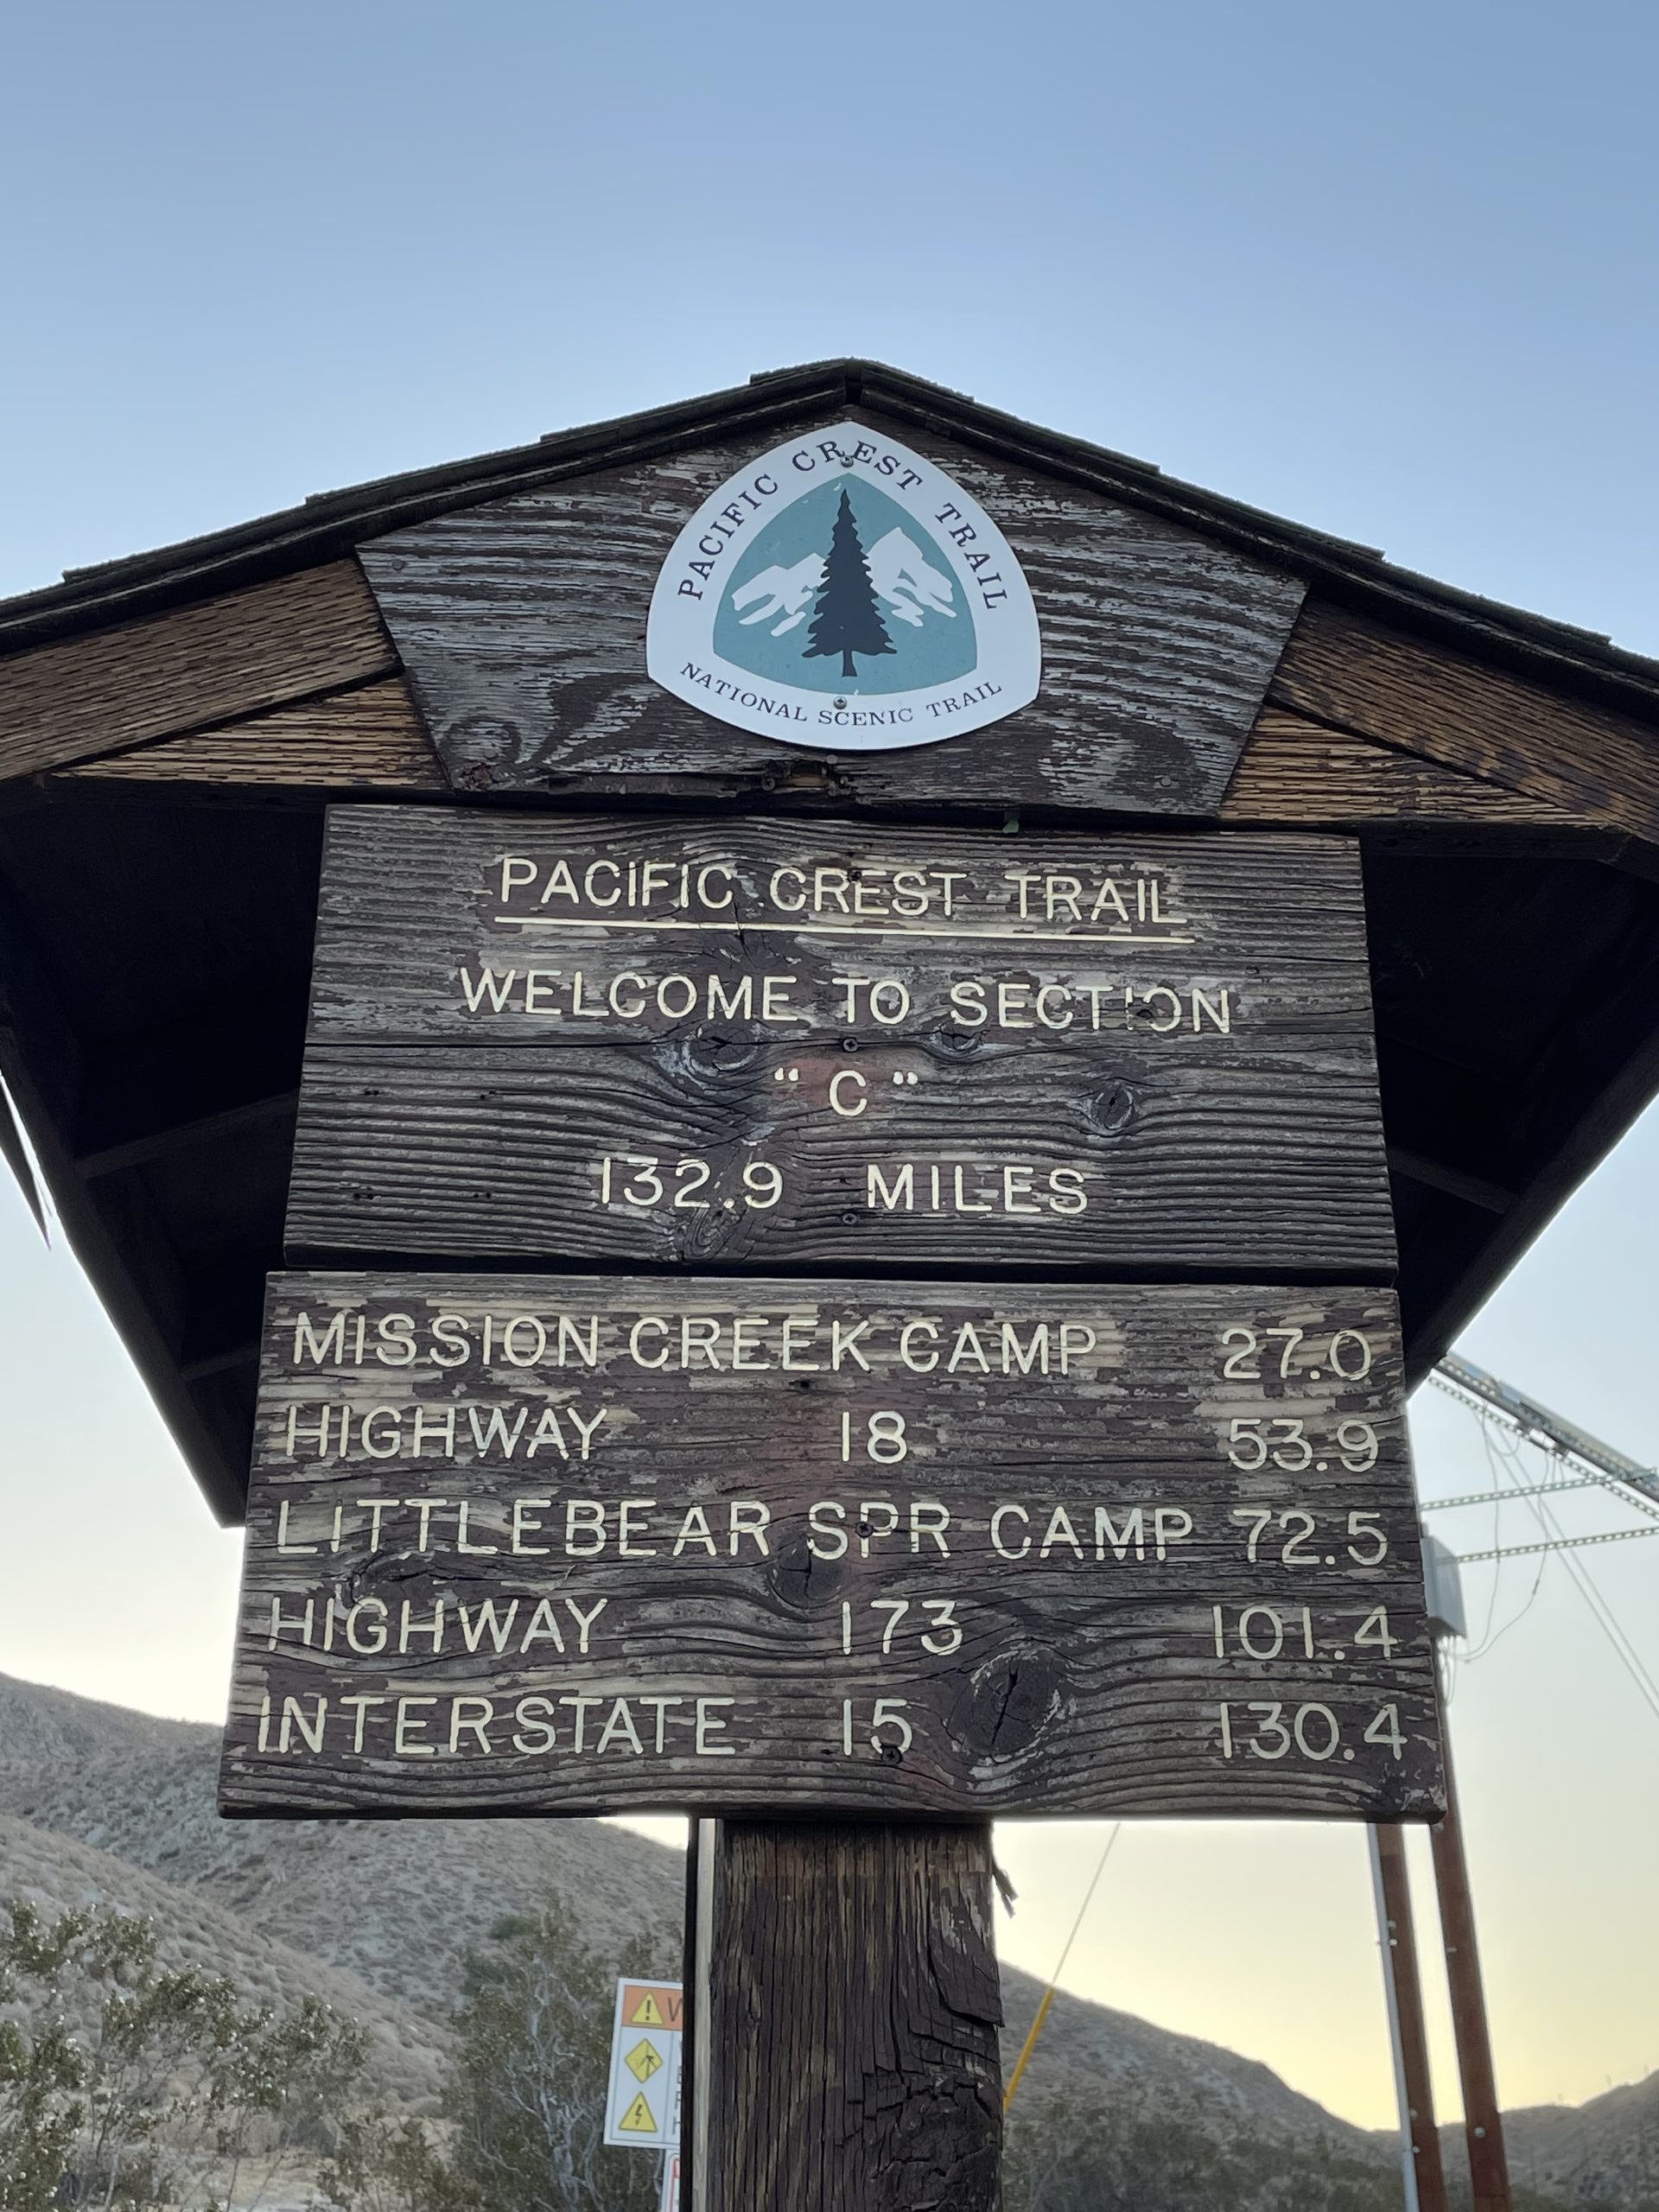 PACIFIC CREST TRAIL
NATIONAL SCENIC TRAIL
PACIFIC CREST TRAIL
WELCOME TO SECTION
“ C ”
132.9 MILES
MISSION CREEK CAMP 27.0
HIGHWAY 18 53.9
LITTLEBEAR SPR CAMP 72.5
HIGHWAY 173 101.4
INTERSTATE 15 130.4